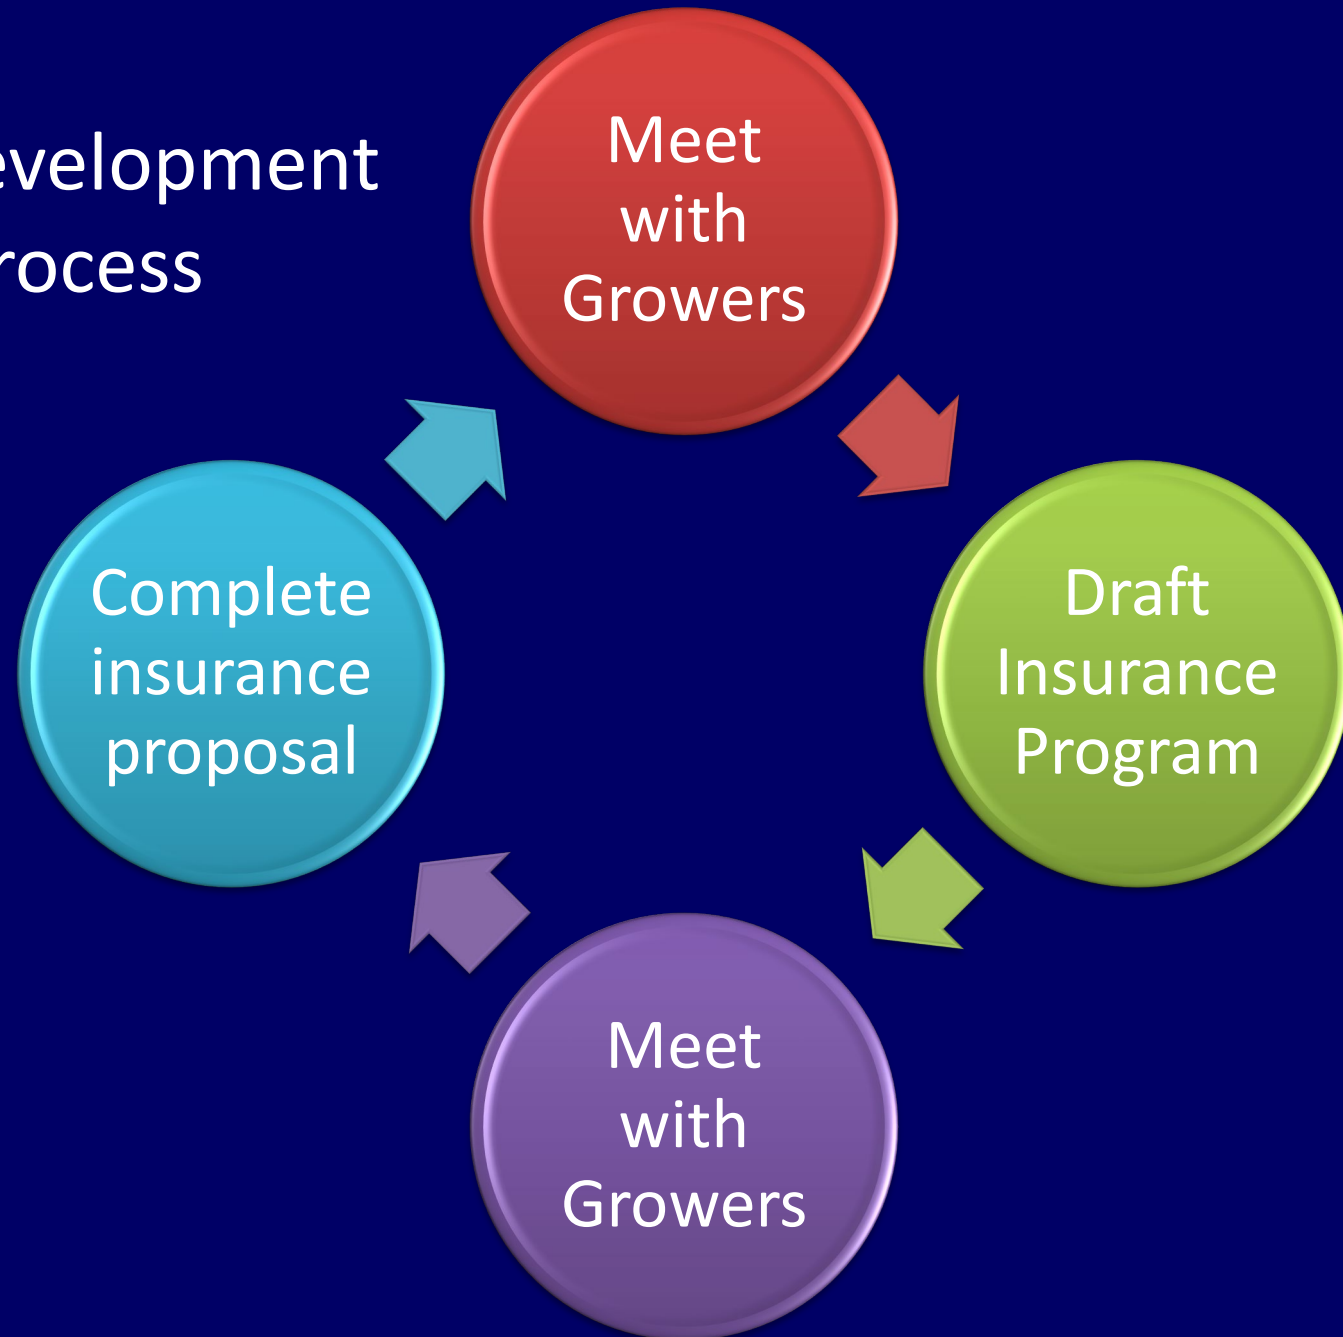 evelopment
rocess
Meet
with
Growers
Draft
Insurance
Program
Meet
with
Growers
Complete
insurance
proposal